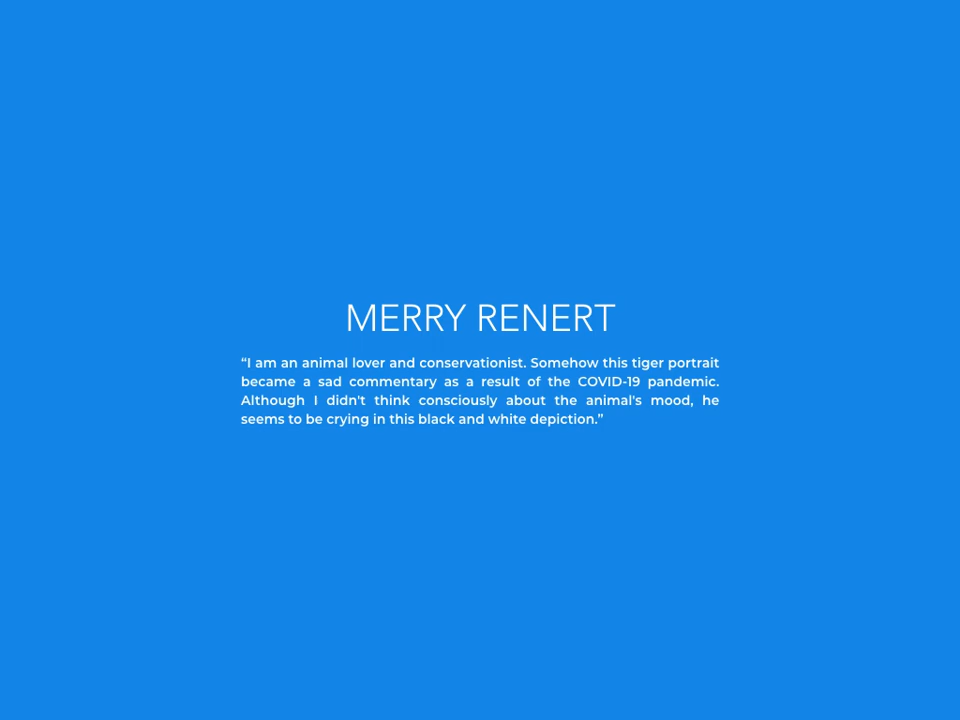 MERRY RENERT
“I am an animal lover and conservationist. Somehow this tiger portrait
became a sad commentary as a result of the COVID-19 pandemic.
Although I didn't think consciously about the animal's mood, he
seems to be crying in this black and white depiction.”